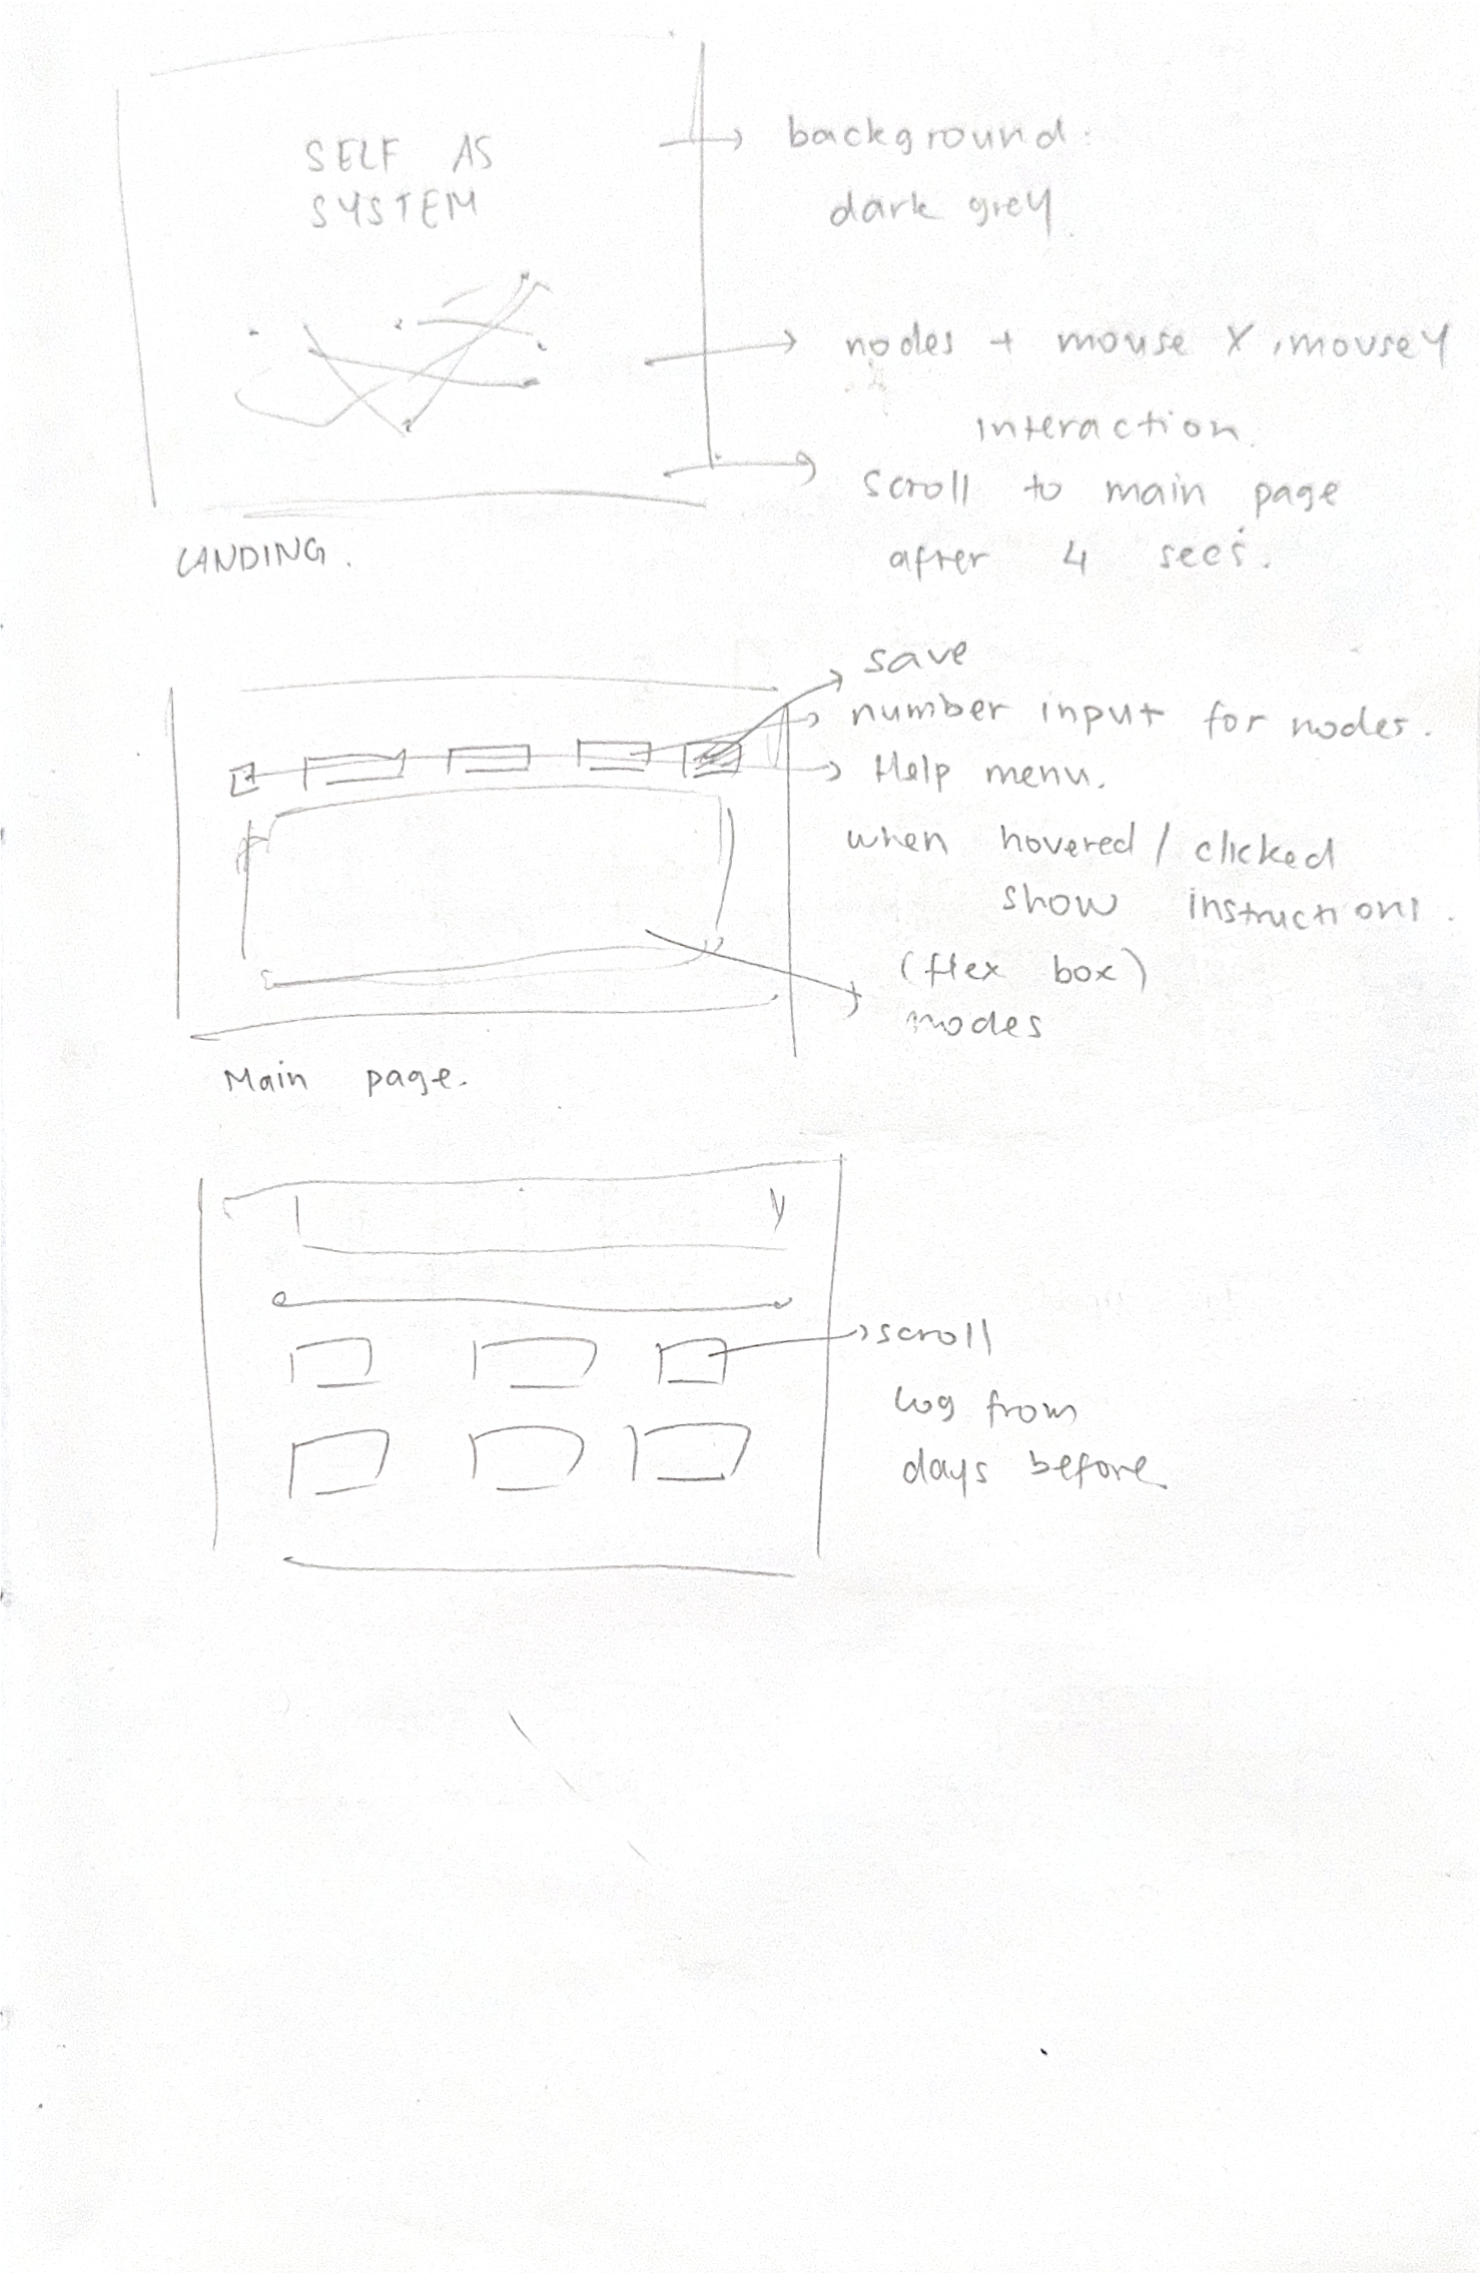 SELF AS
SYSTEM
background:
dark grey.
nodes + mouse X, mouseY
interaction.
scroll to main page
after 4 secs.
LANDING.
save
number input for nodes.
Help menu.
when hovered / clicked
show instructions.
(flex box)
nodes
Main page.
scroll
log from
days before